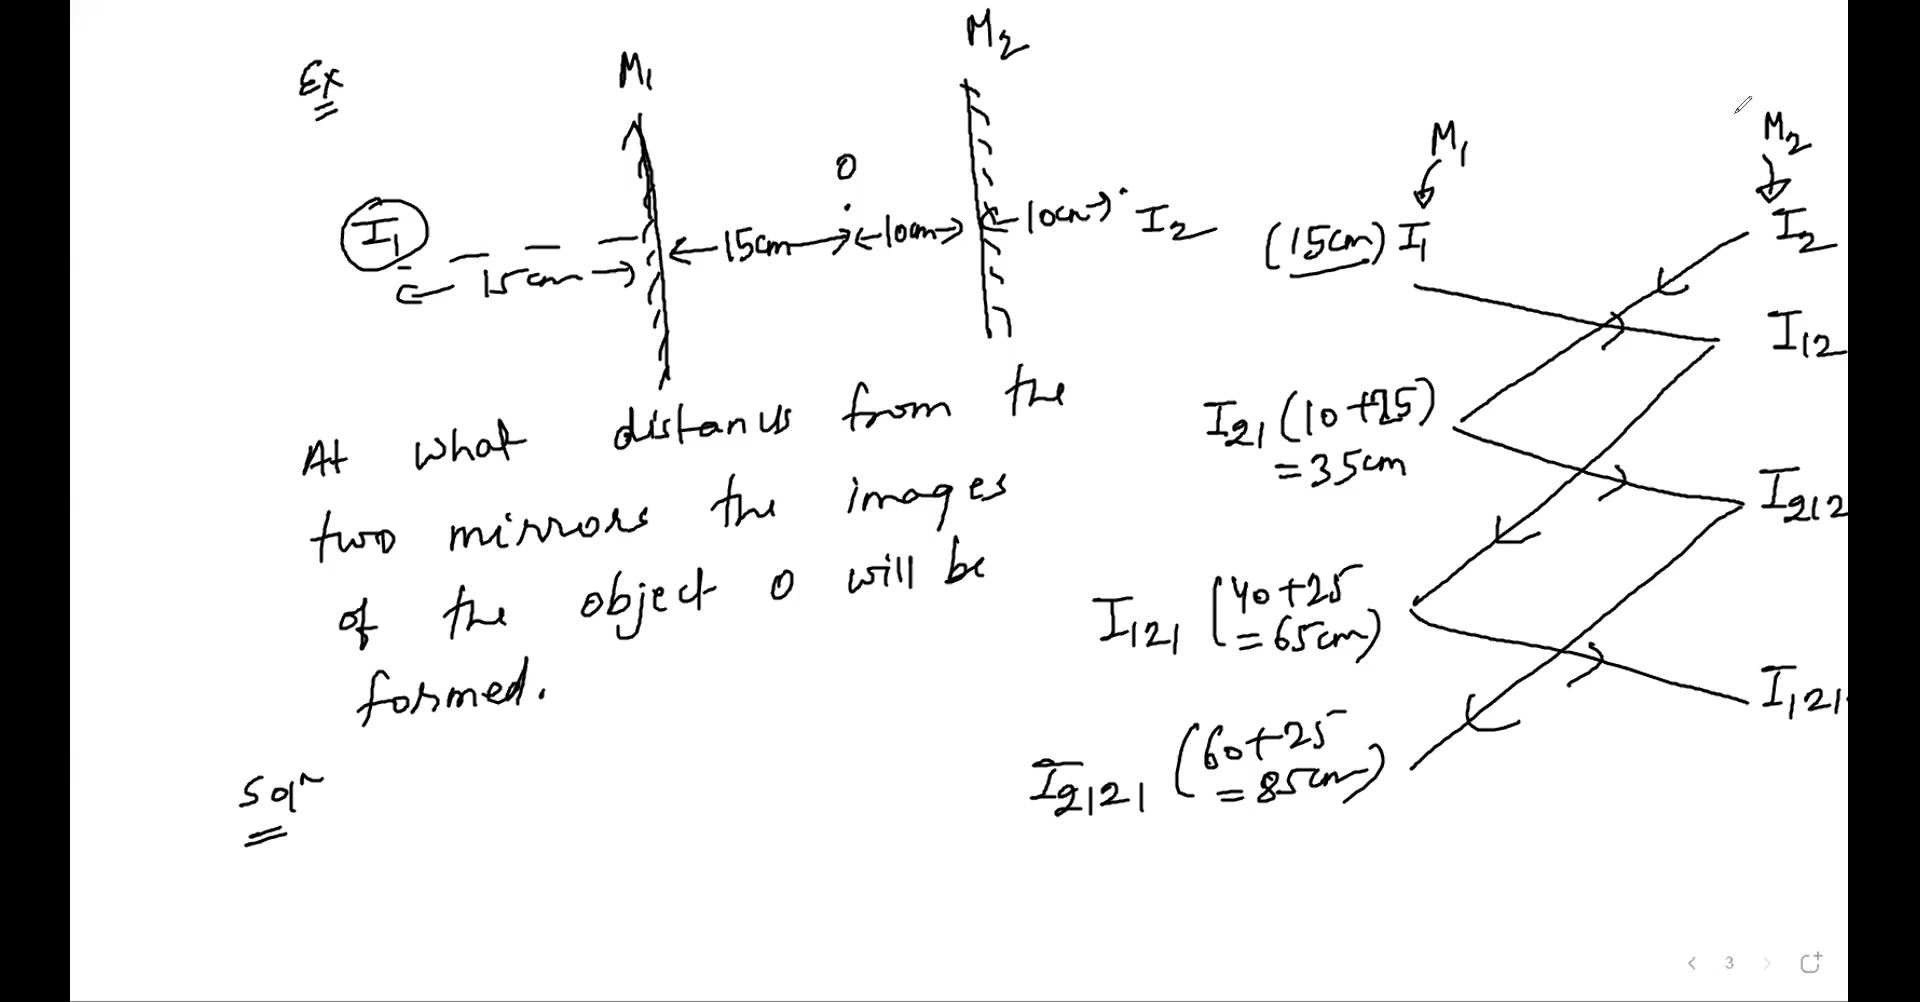 Ex
M1
M2
O
I1
15cm
15cm
10cm
10cm
I2
At what distances from the
two mirrors the images
of the object O will be
formed.
Soln
M1
M2
(15cm) I1
I2
I12
I21 (10+25)
=35cm
I212
I121 (40+25
=65cm)
I121
I2121 (60+25
=85cm)
3